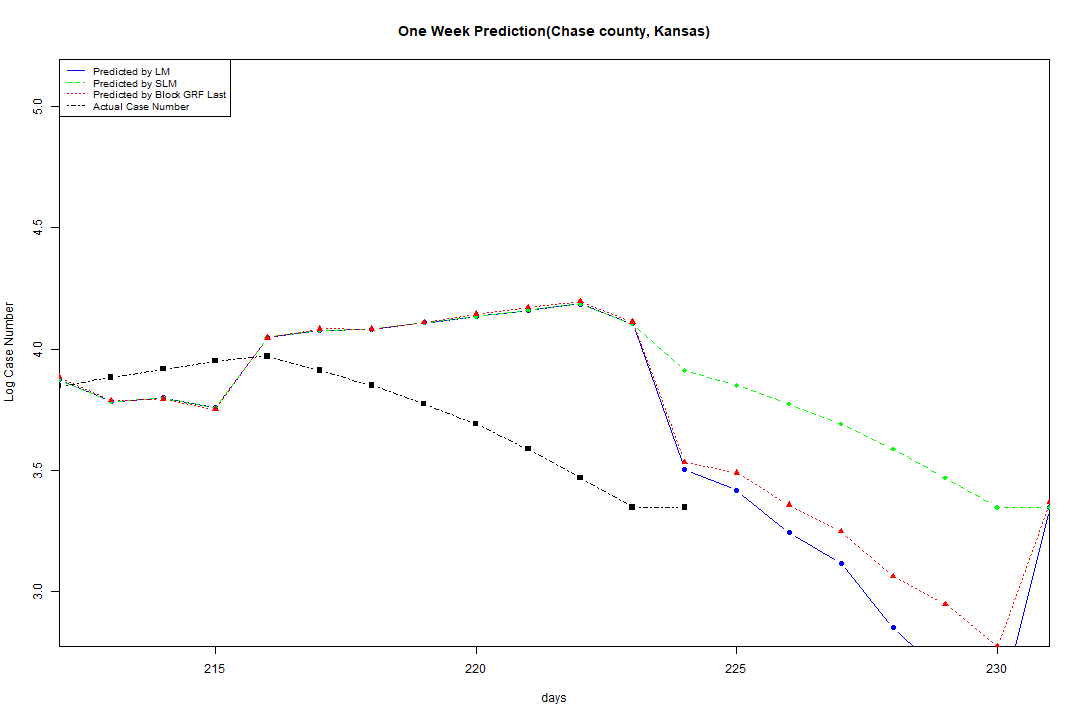 One Week Prediction(Chase county, Kansas)
Predicted by LM
Predicted by SLM
Predicted by Block GRF Last
Actual Case Number
5.0
4.5
4.0
3.5
3.0
Log Case Number
215
220
225
230
days